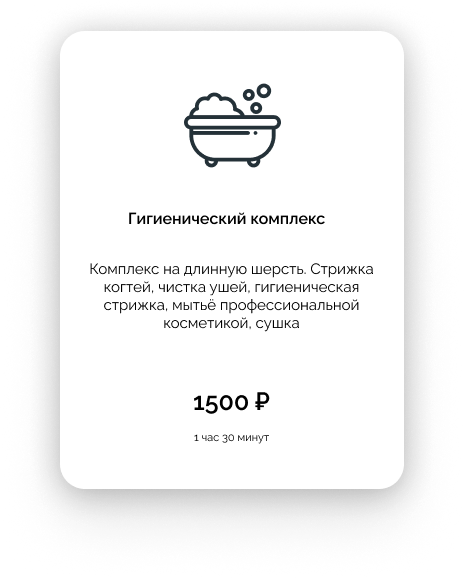 Гигиенический комплекс
Комплекс на длинную шерсть. Стрижка
когтей, чистка ушей, гигиеническая
стрижка, мытьё профессиональной
косметикой, сушка
1500 ₽
1 час 30 минут